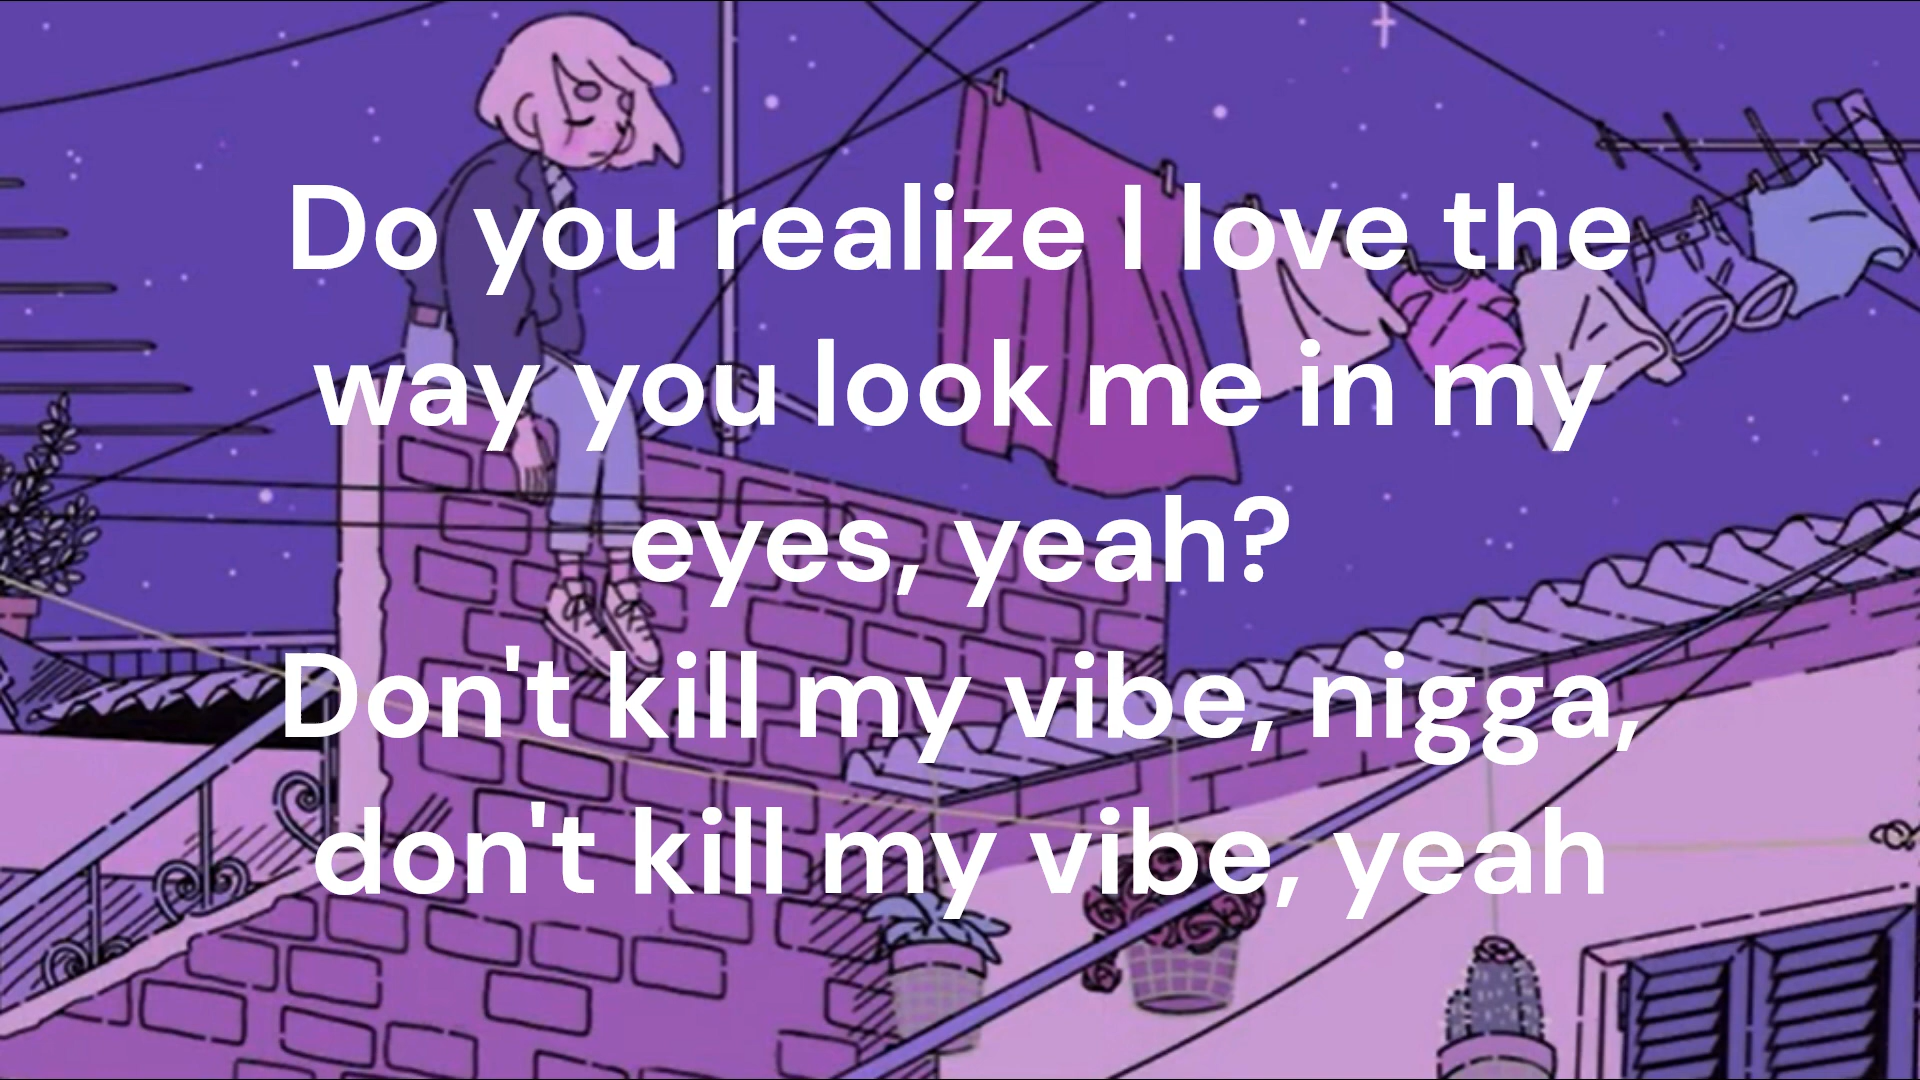 Do you realize I love the
way you look me in my
eyes, yeah?
Don't kill my vibe, nigga,
don't kill my vibe, yeah